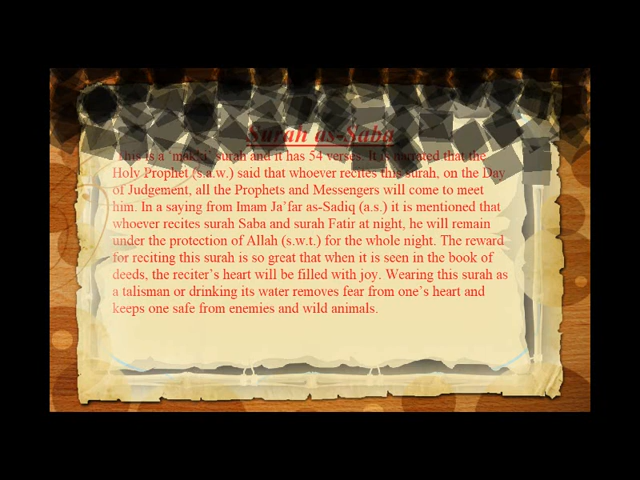 Surah as-Saba
This is a 'makki' surah and it has 54 verses. It is narrated that the
Holy Prophet (s.a.w.) said that whoever recites this surah, on the Day
of Judgement, all the Prophets and Messengers will come to meet
him. In a saying from Imam Ja’far as-Sadiq (a.s.) it is mentioned that
whoever recites surah Saba and surah Fatir at night, he will remain
under the protection of Allah (s.w.t.) for the whole night. The reward
for reciting this surah is so great that when it is seen in the book of
deeds, the reciter’s heart will be filled with joy. Wearing this surah as
a talisman or drinking its water removes fear from one’s heart and
keeps one safe from enemies and wild animals.